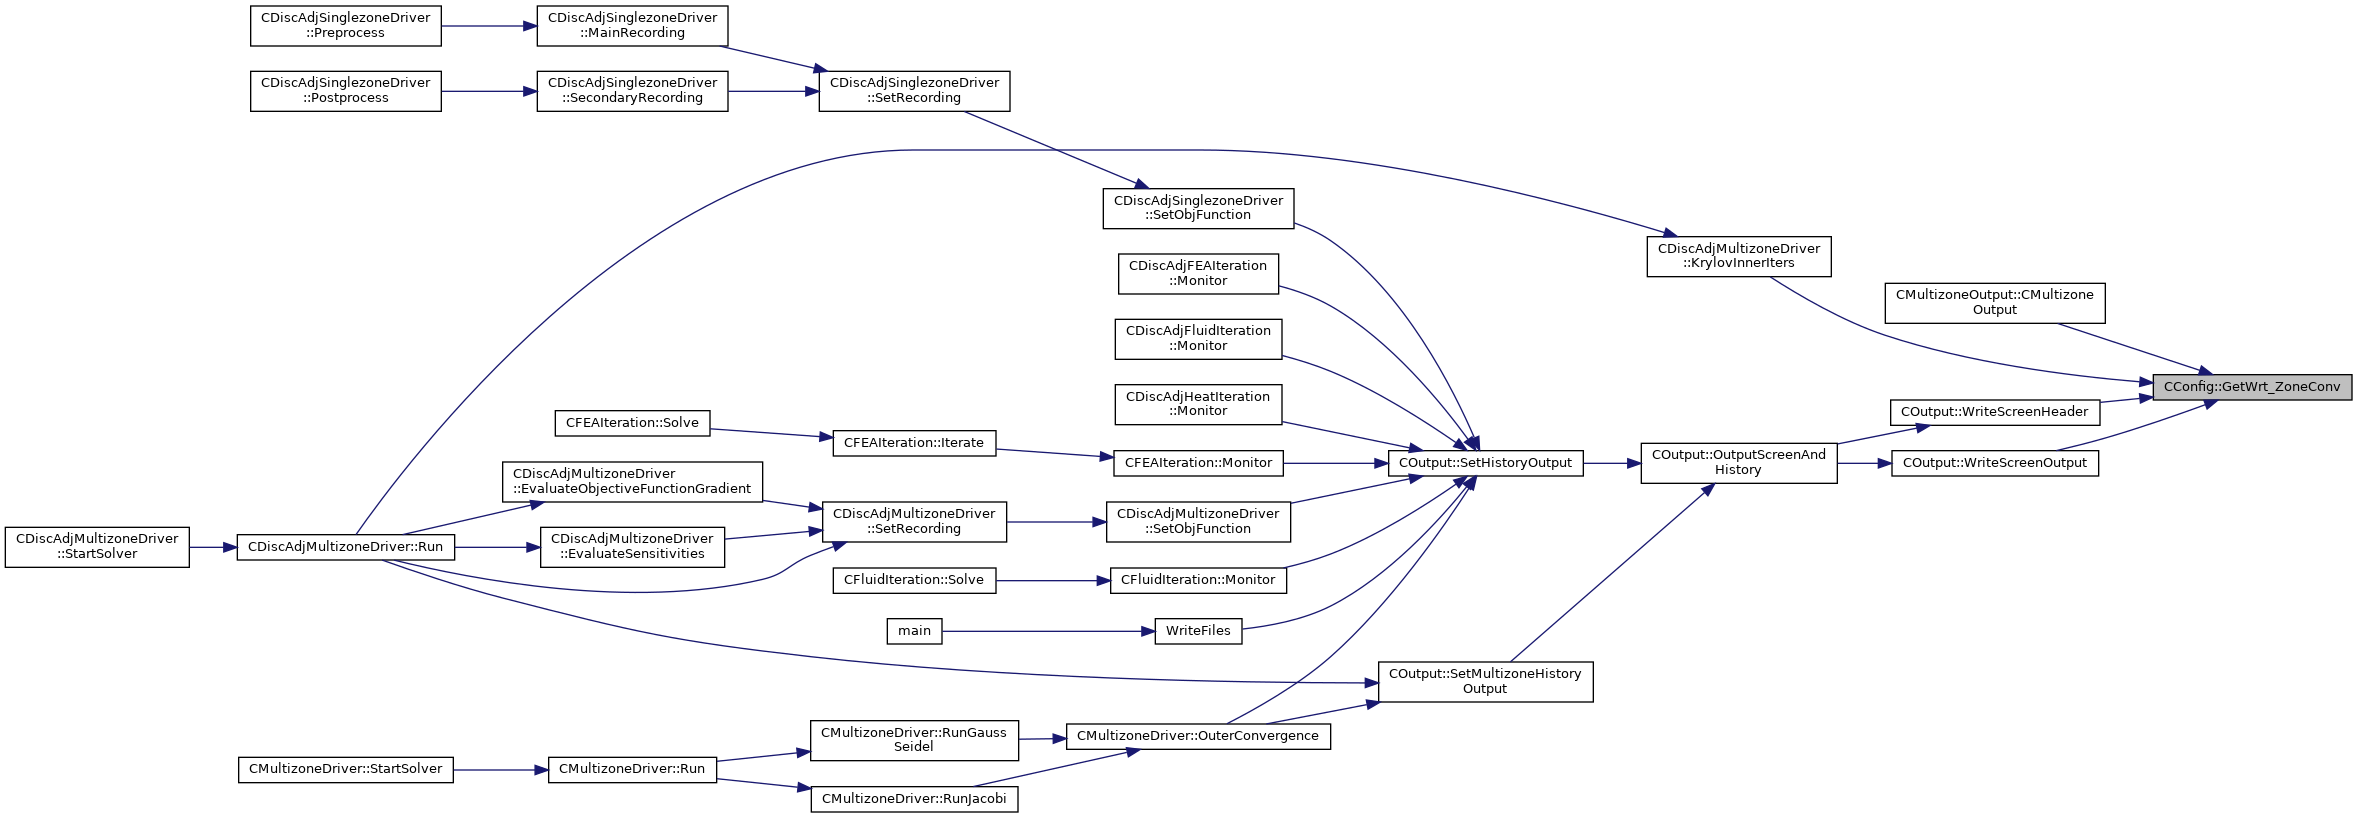 CDiscAdjSinglezoneDriver
::Preprocess
CDiscAdjSinglezoneDriver
::MainRecording
CDiscAdjSinglezoneDriver
::Postprocess
CDiscAdjSinglezoneDriver
::SecondaryRecording
CDiscAdjSinglezoneDriver
::SetRecording
CDiscAdjSinglezoneDriver
::SetObjFunction
CDiscAdjMultizoneDriver
::KrylovInnerIters
CDiscAdjFEAIteration
::Monitor
CMultizoneOutput::CMultizone
Output
CDiscAdjFluidIteration
::Monitor
CConfig::GetWrt_ZoneConv
CDiscAdjHeatIteration
::Monitor
COutput::WriteScreenHeader
CFEAIteration::Solve
CFEAIteration::Iterate
CFEAIteration::Monitor
COutput::SetHistoryOutput
COutput::OutputScreenAnd
History
COutput::WriteScreenOutput
CDiscAdjMultizoneDriver
::EvaluateObjectiveFunctionGradient
CDiscAdjMultizoneDriver
::SetRecording
CDiscAdjMultizoneDriver
::SetObjFunction
CDiscAdjMultizoneDriver
::StartSolver
CDiscAdjMultizoneDriver::Run
CDiscAdjMultizoneDriver
::EvaluateSensitivities
CFluidIteration::Solve
CFluidIteration::Monitor
main
WriteFiles
COutput::SetMultizoneHistory
Output
CMultizoneDriver::RunGauss
Seidel
CMultizoneDriver::OuterConvergence
CMultizoneDriver::StartSolver
CMultizoneDriver::Run
CMultizoneDriver::RunJacobi